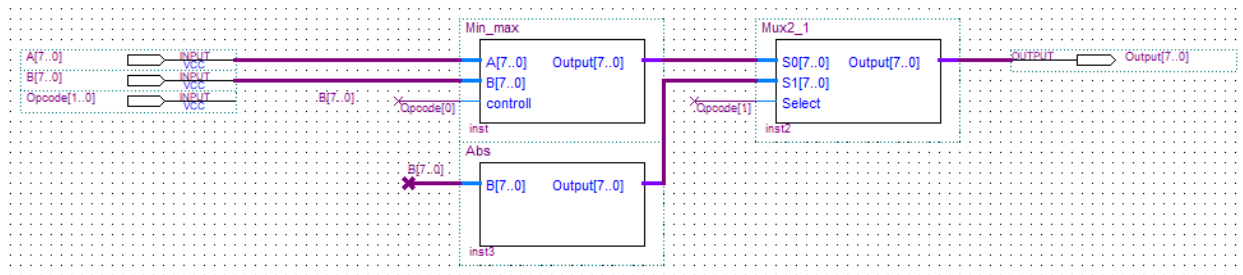 Min_max
Mux2_1
A[7..0] INPUT VCC
A[7..0] Output[7..0]
S0[7..0] Output[7..0]
OUTPUT Output[7..0]
B[7..0] INPUT VCC
B[7..0]
S1[7..0]
Opcode[1..0] INPUT VCC
B[7..0]
Opcode[0]
controll
Opcode[1]
Select
inst
inst2
Abs
B[7..0]
B[7..0] Output[7..0]
inst3